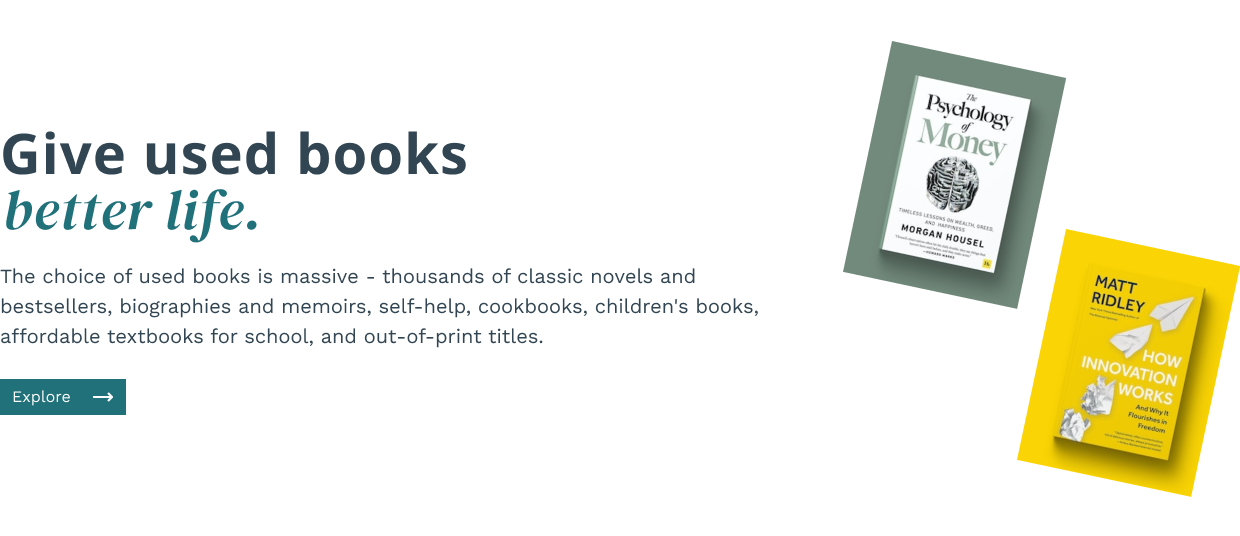 Give used books
better life.
The choice of used books is massive - thousands of classic novels and
bestsellers, biographies and memoirs, self-help, cookbooks, children's books,
affordable textbooks for school, and out-of-print titles.
Explore
The
Psychology
of
Money
TIMELESS LESSONS ON WEALTH, GREED,
AND HAPPINESS
MORGAN HOUSEL
MATT
RIDLEY
HOW
INNOVATION
WORKS
And Why It
Flourishes in
Freedom